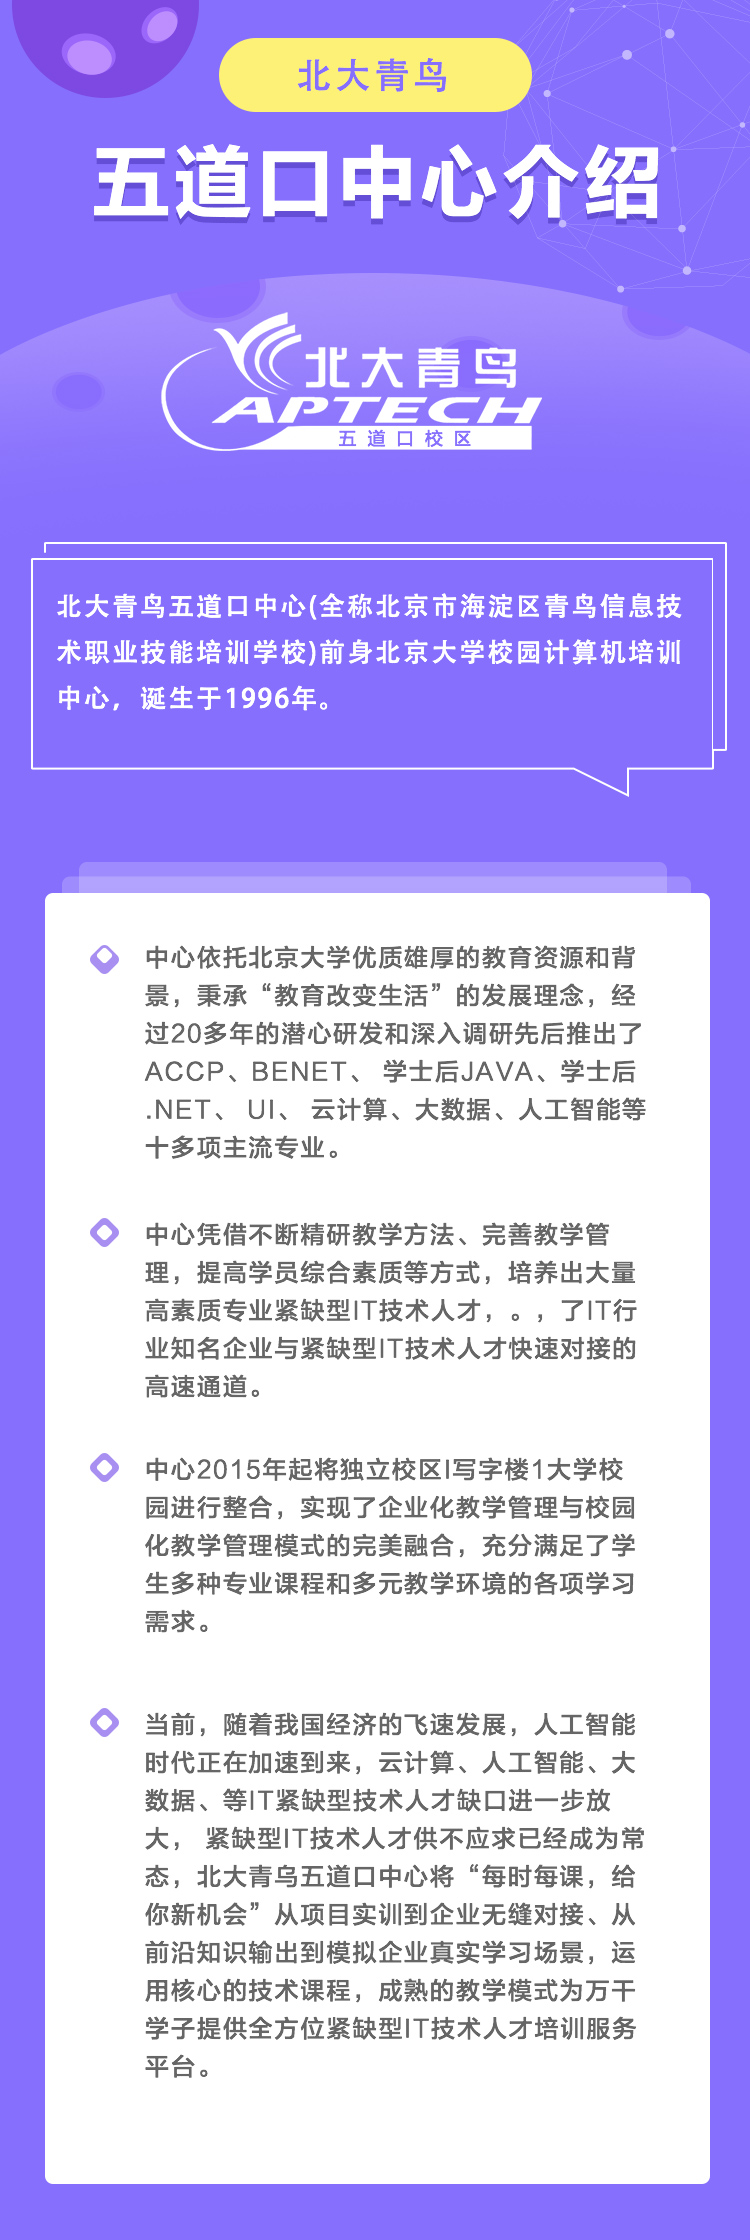 北大青鸟
五道口中心介绍
北大青鸟
APTECH
五道口校区
北大青鸟五道口中心(全称北京市海淀区青鸟信息技
术职业技能培训学校)前身北京大学校园计算机培训
中心，诞生于1996年。
中心依托北京大学优质雄厚的教育资源和背
景，秉承“教育改变生活”的发展理念，经
过20多年的潜心研发和深入调研先后推出了
ACCP、BENET、 学士后JAVA、学士后
.NET、 UI、 云计算、大数据、人工智能等
十多项主流专业。
中心凭借不断精研教学方法、完善教学管
理，提高学员综合素质等方式，培养出大量
高素质专业紧缺型IT技术人才，。，了IT行
业知名企业与紧缺型IT技术人才快速对接的
高速通道。
中心2015年起将独立校区I写字楼1大学校
园进行整合，实现了企业化教学管理与校园
化教学管理模式的完美融合，充分满足了学
生多种专业课程和多元教学环境的各项学习
需求。
当前，随着我国经济的飞速发展，人工智能
时代正在加速到来，云计算、人工智能、大
数据、等IT紧缺型技术人才缺口进一步放
大， 紧缺型IT技术人才供不应求已经成为常
态，北大青乌五道口中心将“每时每课，给
你新机会”从项目实训到企业无缝对接、从
前沿知识输出到模拟企业真实学习场景，运
用核心的技术课程，成熟的教学模式为万干
学子提供全方位紧缺型IT技术人才培训服务
平台。